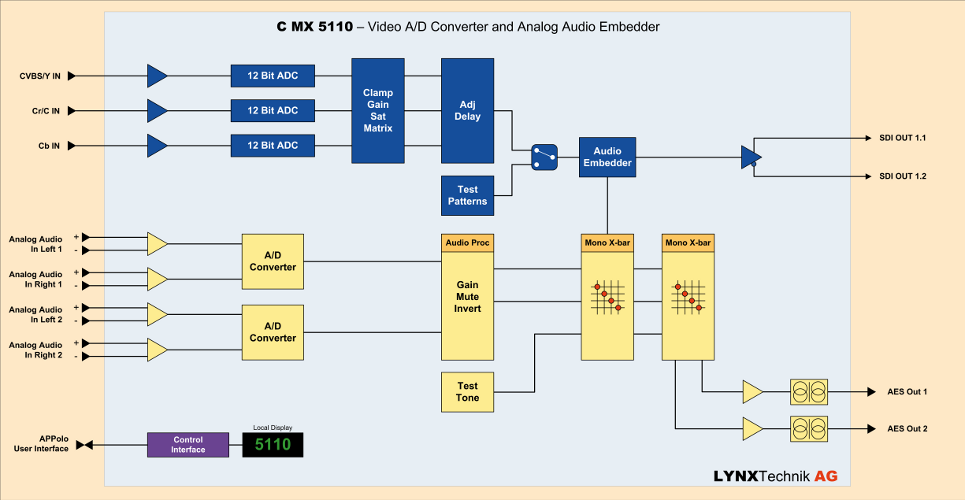 C MX 5110 – Video A/D Converter and Analog Audio Embedder
CVBS/Y IN
12 Bit ADC
Cr/C IN
12 Bit ADC
Cb IN
12 Bit ADC
Clamp
Gain
Sat
Matrix
Adj
Delay
Test
Patterns
Audio
Embedder
SDI OUT 1.1
SDI OUT 1.2
Analog Audio
In Left 1
+
-
Analog Audio
In Right 1
+
-
Analog Audio
In Left 2
+
-
Analog Audio
In Right 2
+
-
A/D
Converter
A/D
Converter
Audio Proc
Gain
Mute
Invert
Test
Tone
Mono X-bar
Mono X-bar
AES Out 1
AES Out 2
APPolo
User Interface
Control
Interface
Local Display
5110
LYNXTechnik AG